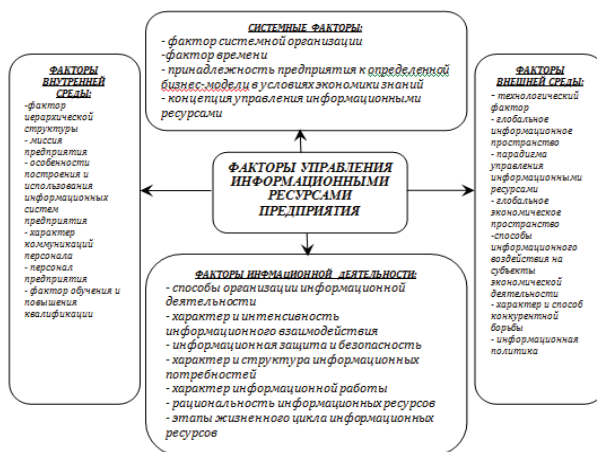 СИСТЕМНЫЕ ФАКТОРЫ:
- фактор системной организации
-фактор времени
- принадлежность предприятия к определенной
бизнес-модели в условиях экономики знаний
- концепция управления информационными
ресурсами
ФАКТОРЫ
ВНУТРЕННЕЙ
СРЕДЫ:
-фактор
иерархической
структуры
- миссия
предприятия
- особенности
построения и
использования
информационных
систем
предприятия
- характер
коммуникаций
персонала
- персонал
предприятия
- фактор обучения и
повышения
квалификации
ФАКТОРЫ УПРАВЛЕНИЯ
ИНФОРМАЦИОННЫМИ
РЕСУРСАМИ
ПРЕДПРИЯТИЯ
ФАКТОРЫ
ВНЕШНЕЙ СРЕДЫ:
- технологический
фактор
- глобальное
информационное
пространство
- парадигма
управления
информационными
ресурсами
- глобальное
экономическое
пространство
-способы
информационного
воздействия на
субъекты
экономической
деятельности
- характер и способ
конкурентной
борьбы
- информационная
политика
ФАКТОРЫ ИНФМАЦИОННОЙ ДЕЯТЕЛЬНОСТИ:
- способы организации информационной
деятельности
- характер и интенсивность
информационного взаимодействия
- информационная защита и безопасность
- характер и структура информационных
потребностей
- характер информационной работы
- рациональность информационных ресурсов
- этапы жизненного цикла информационных
ресурсов